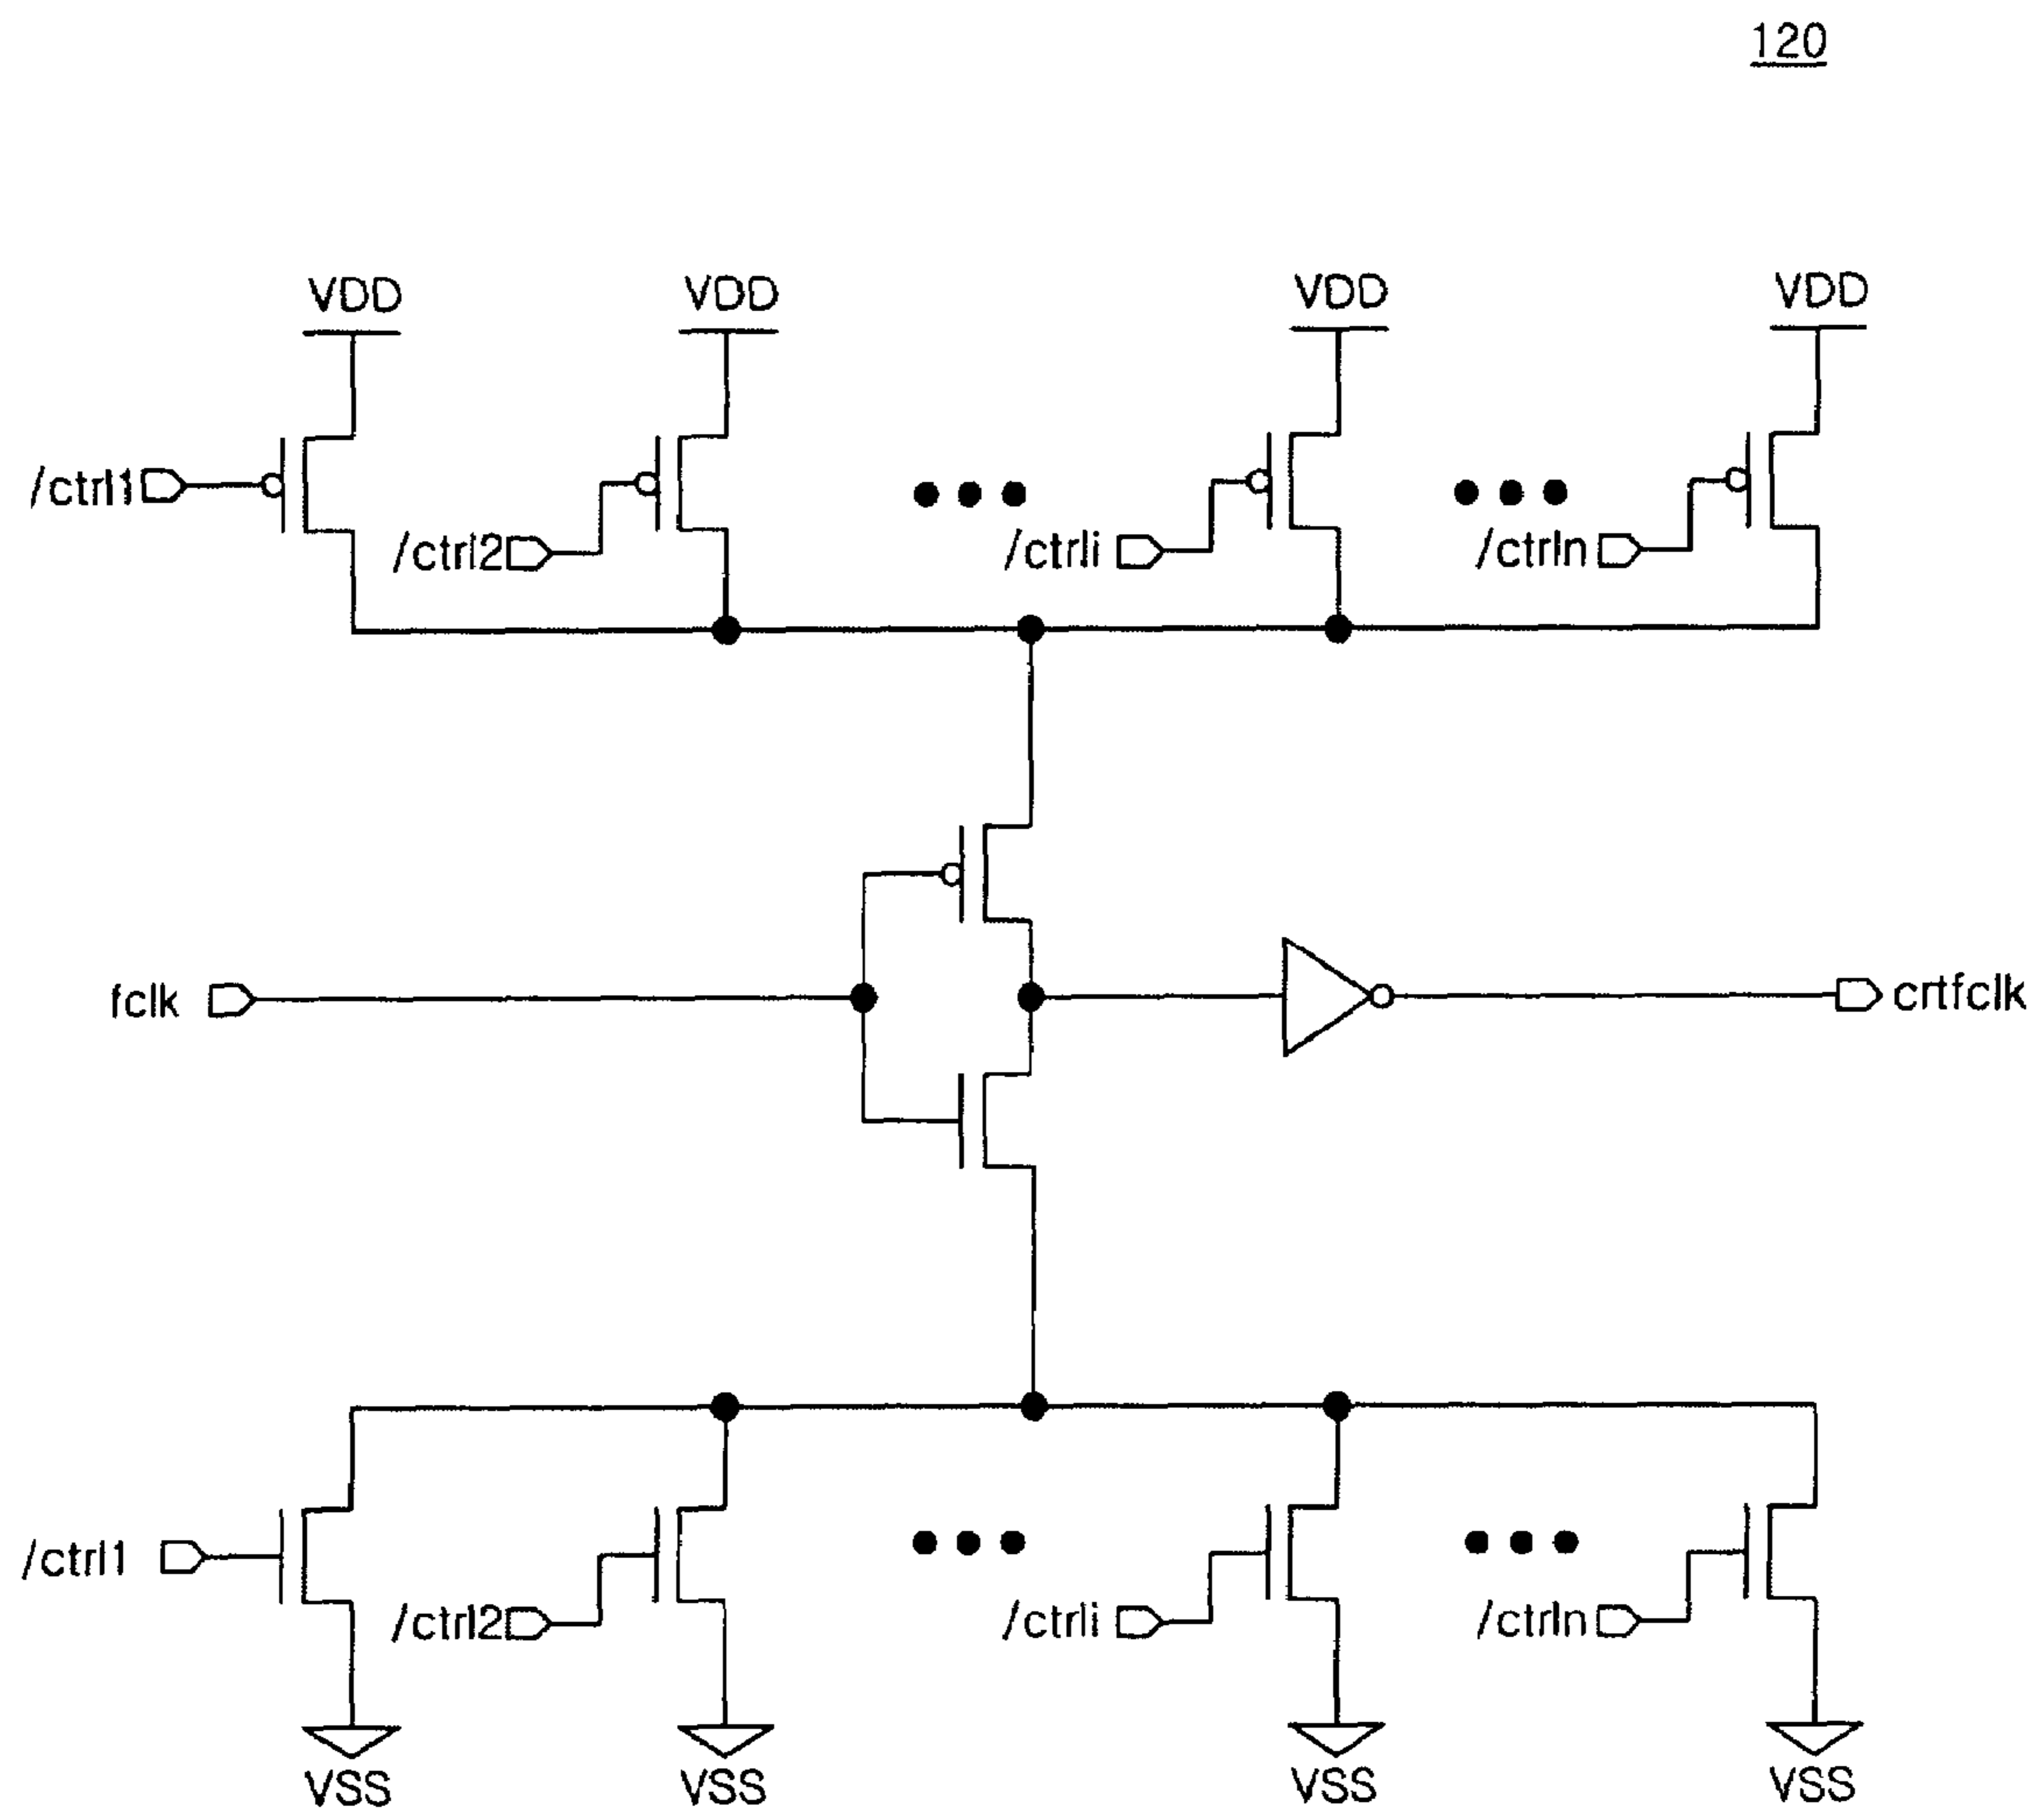 120
VDD VDD VDD VDD
/ctrl1
/ctrl2 /ctrli /ctrln
fclk crtfclk
/ctrl1
/ctrl2 /ctrli /ctrln
VSS VSS VSS VSS